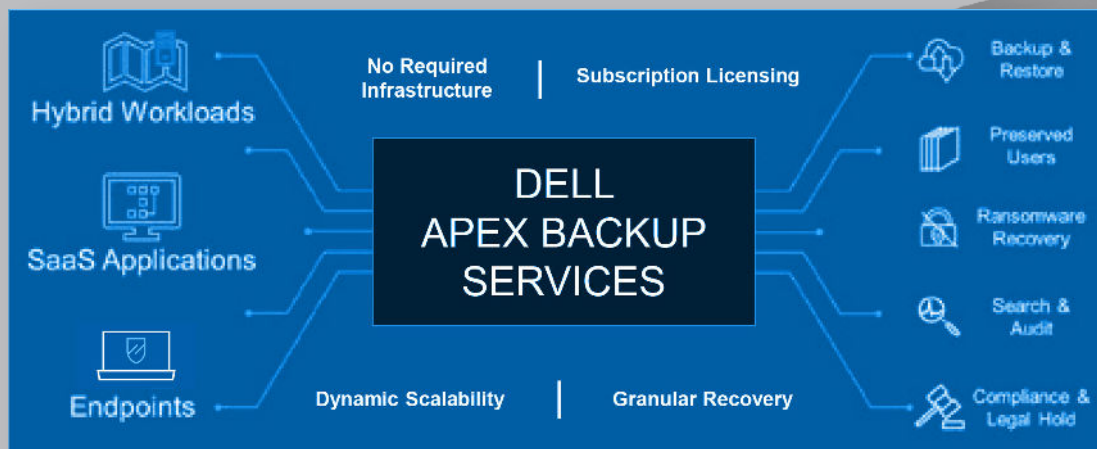 Hybrid Workloads
SaaS Applications
Endpoints
No Required
Infrastructure
Subscription Licensing
DELL
APEX BACKUP
SERVICES
Dynamic Scalability
Granular Recovery
Backup &
Restore
Preserved
Users
Ransomware
Recovery
Search &
Audit
Compliance &
Legal Hold